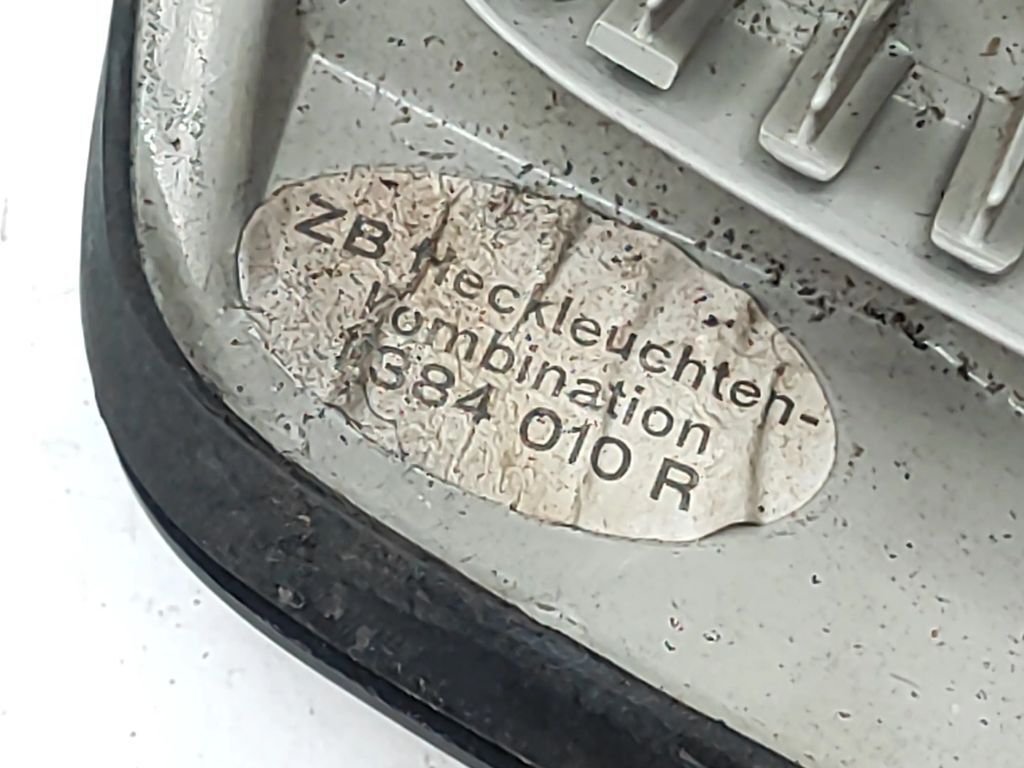 ZB Heckleuchten-
kombination
1384 010 R